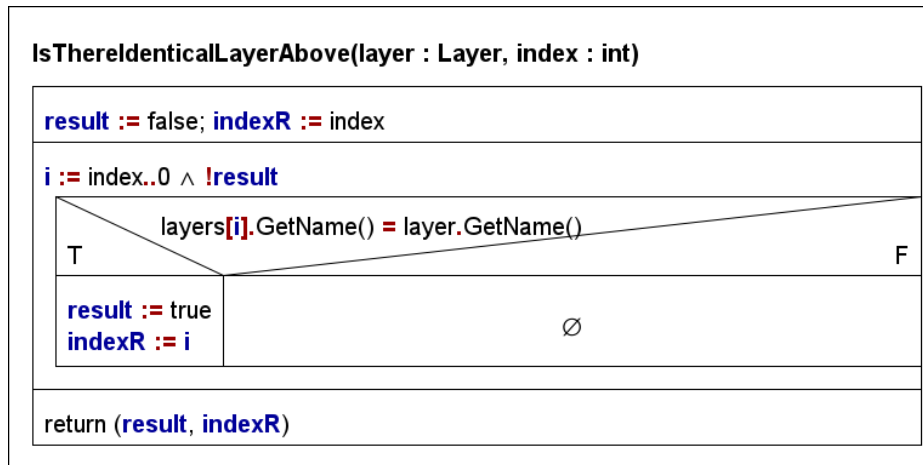 IsThereIdenticalLayerAbove(layer : Layer, index : int)
result := false; indexR := index
i := index..0 ∧ !result
layers[i].GetName() = layer.GetName()
T
F
result := true
indexR := i
∅
return (result, indexR)